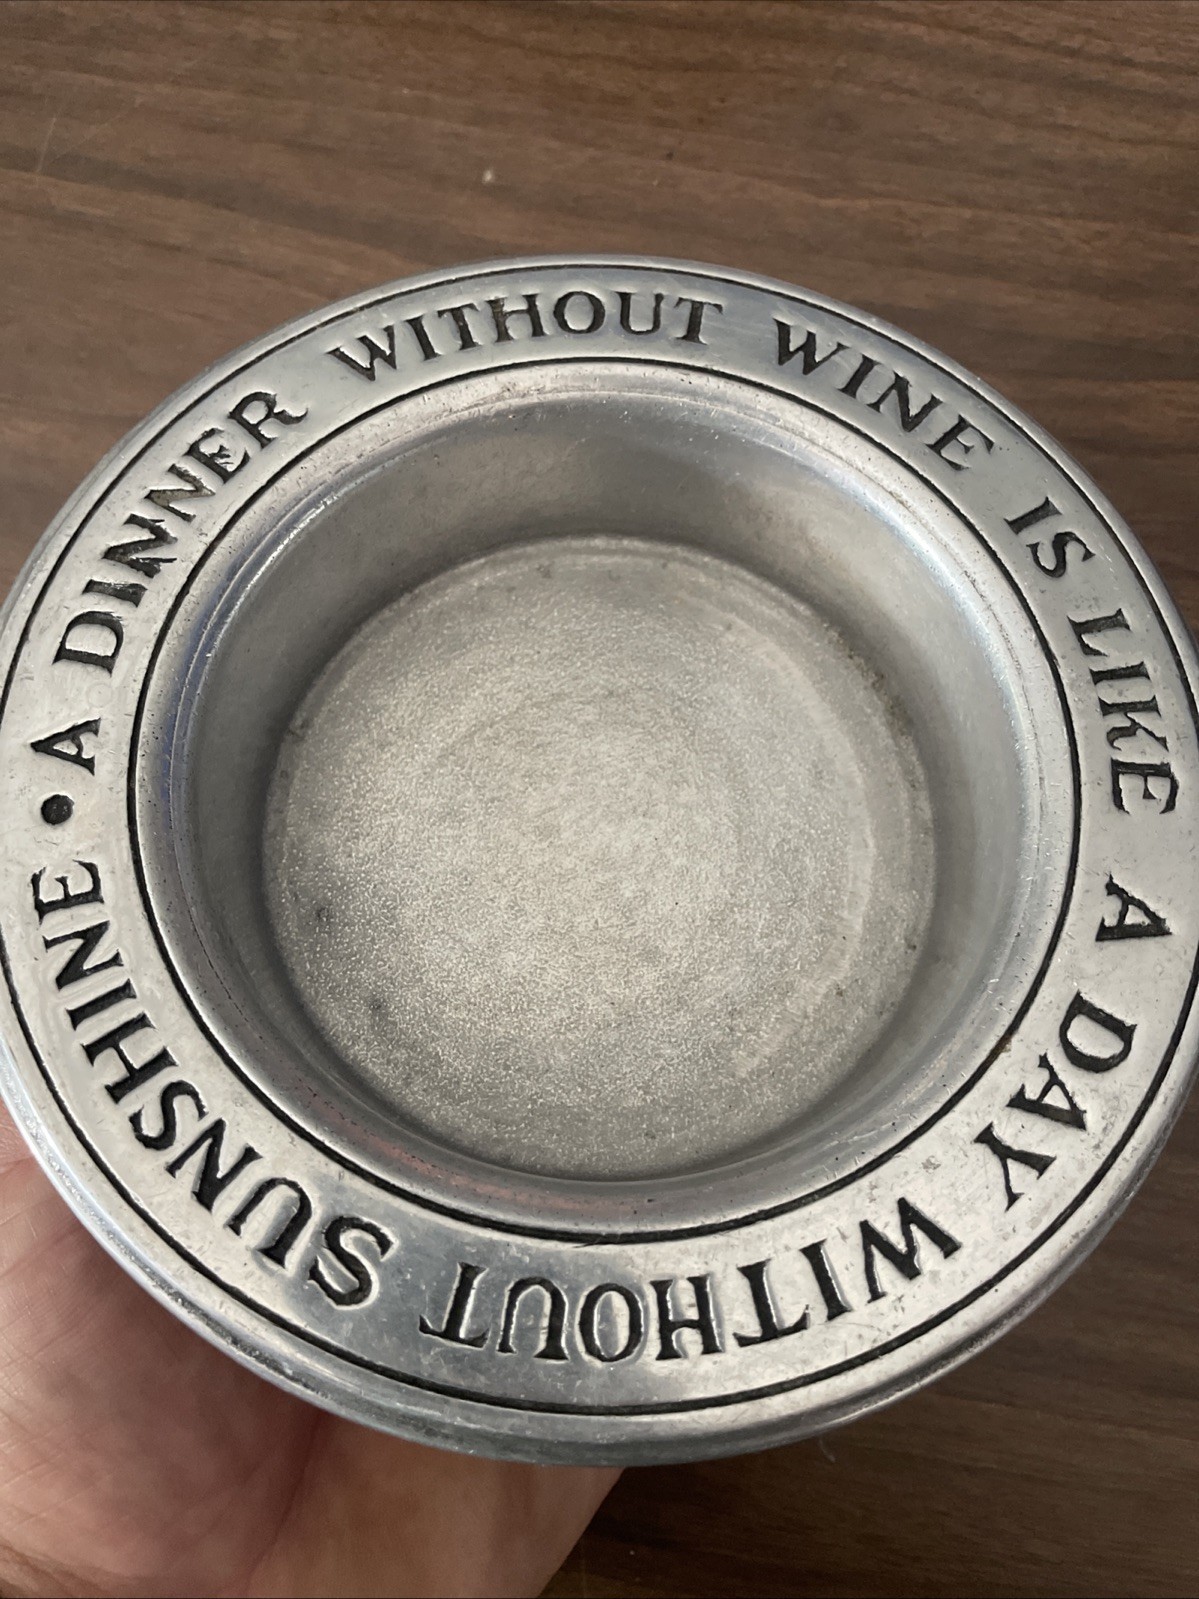 A DINNER WITHOUT WINE IS LIKE A DAY WITHOUT SUNSHINE •